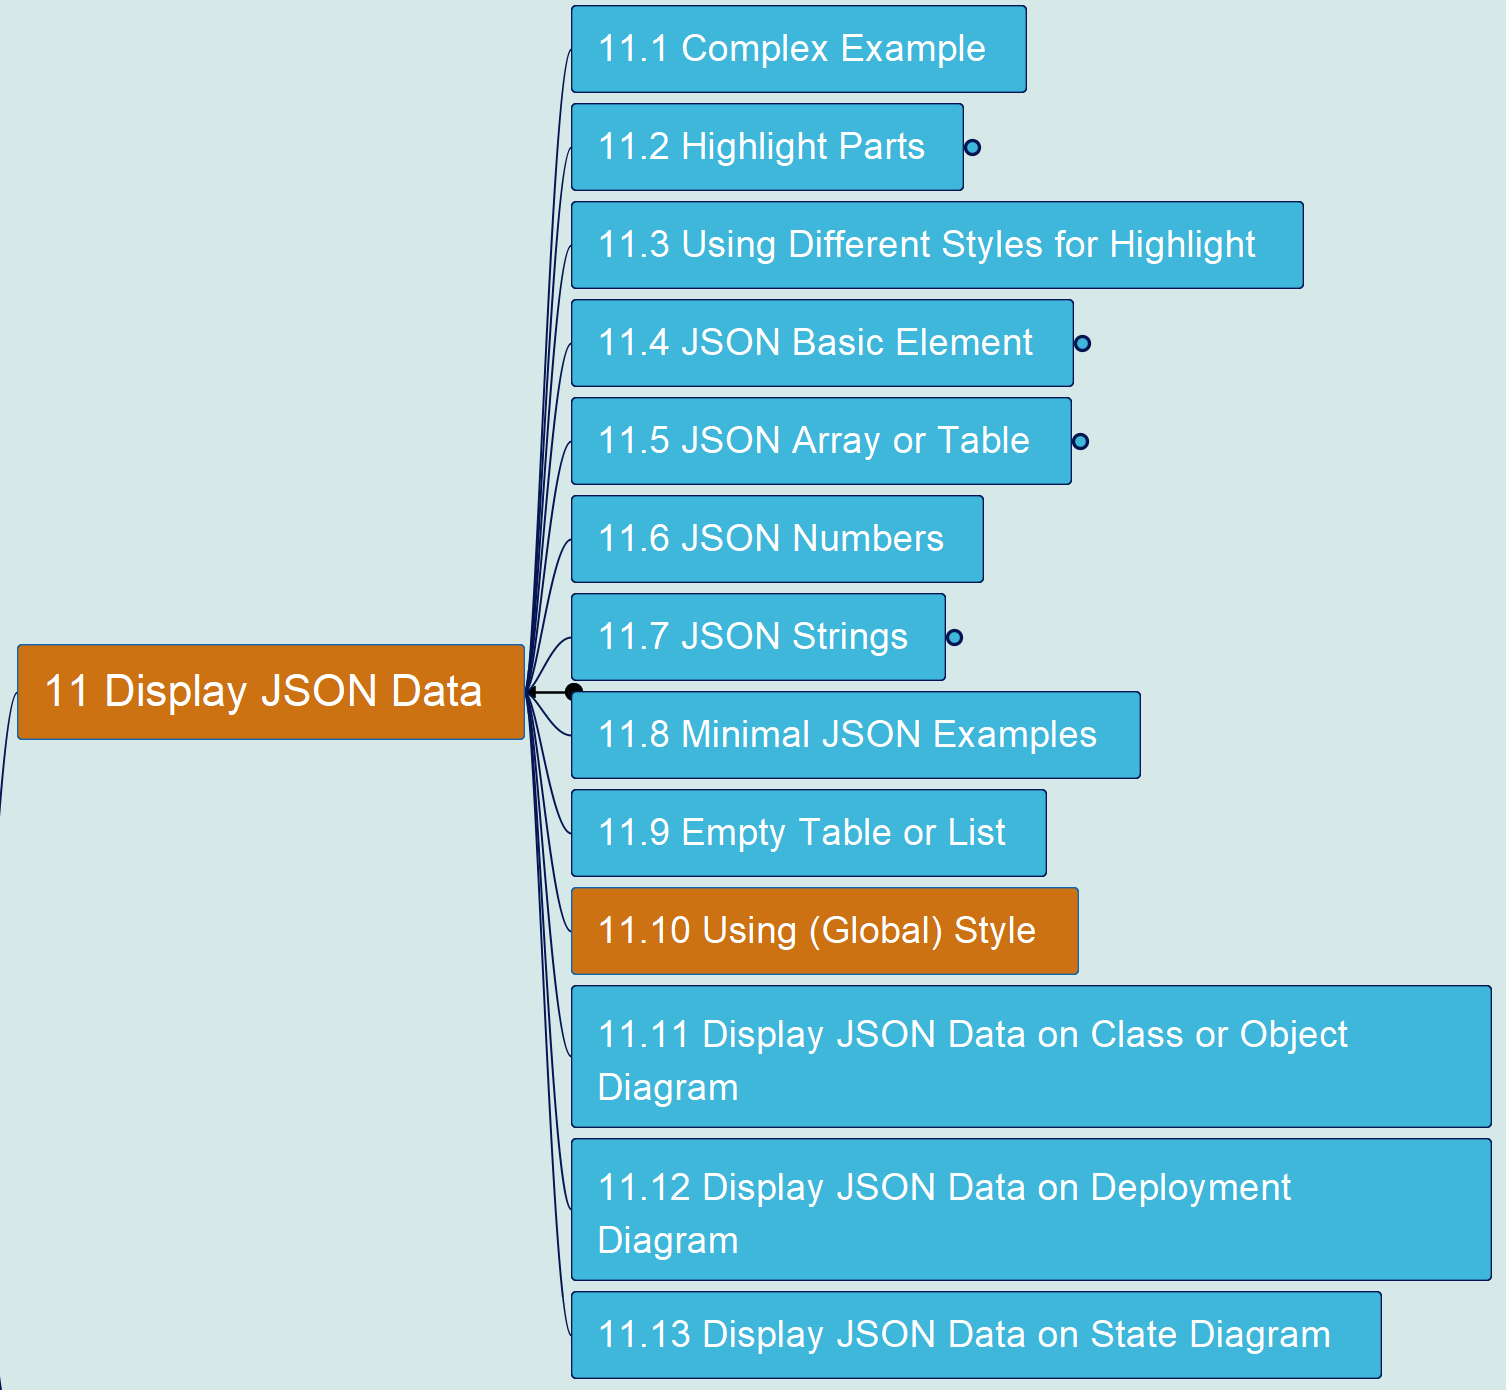 11.1 Complex Example
11.2 Highlight Parts
11.3 Using Different Styles for Highlight
11.4 JSON Basic Element
11.5 JSON Array or Table
11.6 JSON Numbers
11.7 JSON Strings
11 Display JSON Data
11.8 Minimal JSON Examples
11.9 Empty Table or List
11.10 Using (Global) Style
11.11 Display JSON Data on Class or Object
Diagram
11.12 Display JSON Data on Deployment
Diagram
11.13 Display JSON Data on State Diagram